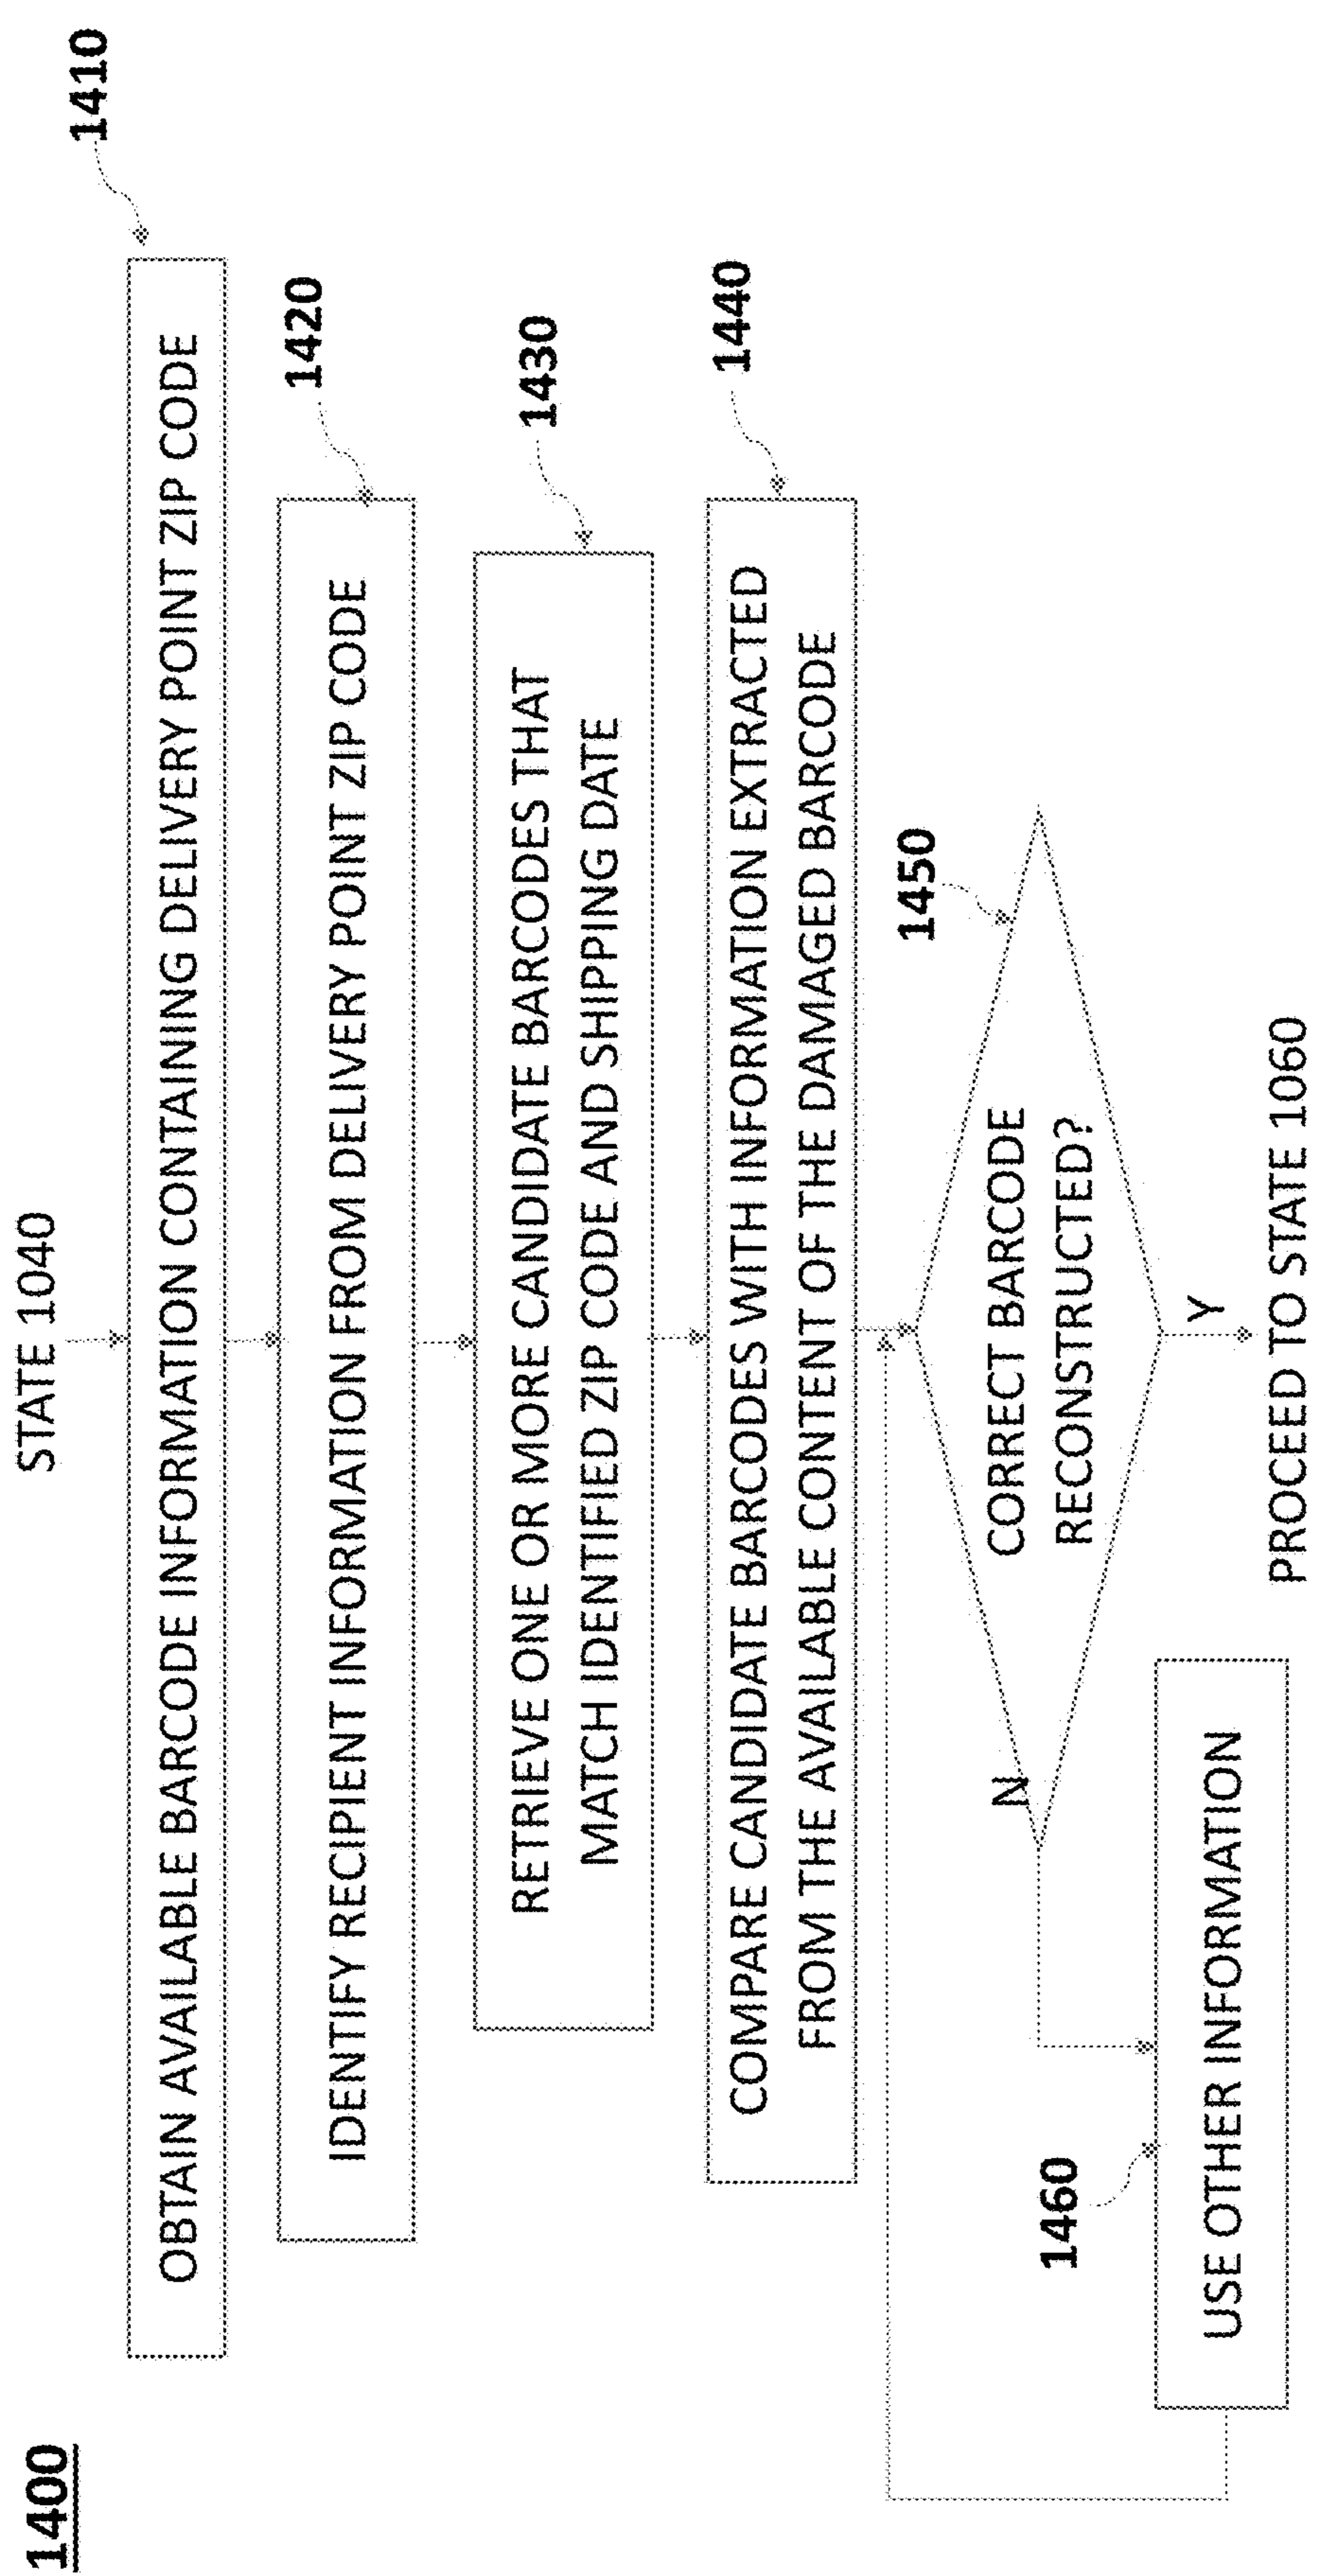 1400
STATE 1040
1410
OBTAIN AVAILABLE BARCODE INFORMATION CONTAINING DELIVERY POINT ZIP CODE
1420
IDENTIFY RECIPIENT INFORMATION FROM DELIVERY POINT ZIP CODE
1430
RETRIEVE ONE OR MORE CANDIDATE BARCODES THAT
MATCH IDENTIFIED ZIP CODE AND SHIPPING DATE
1440
COMPARE CANDIDATE BARCODES WITH INFORMATION EXTRACTED
FROM THE AVAILABLE CONTENT OF THE DAMAGED BARCODE
1450
CORRECT BARCODE
RECONSTRUCTED?
N
Y
1460
USE OTHER INFORMATION
PROCEED TO STATE 1060